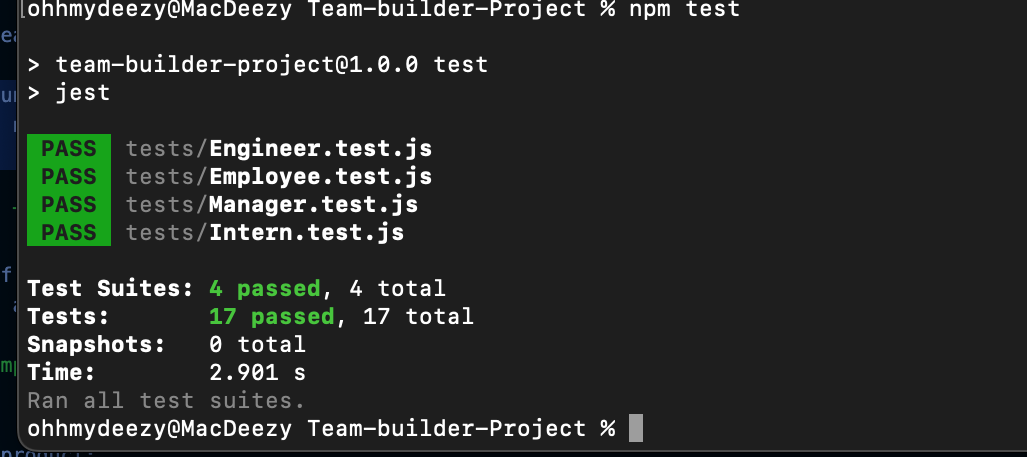 [ohhmydeezy@MacDeezy Team-builder-Project % npm test
> team-builder-project@1.0.0 test
> jest
PASS tests/Engineer.test.js
PASS tests/Employee.test.js
PASS tests/Manager.test.js
PASS tests/Intern.test.js
Test Suites: 4 passed, 4 total
Tests: 17 passed, 17 total
Snapshots: 0 total
Time: 2.901 s
Ran all test suites.
ohhmydeezy@MacDeezy Team-builder-Project %